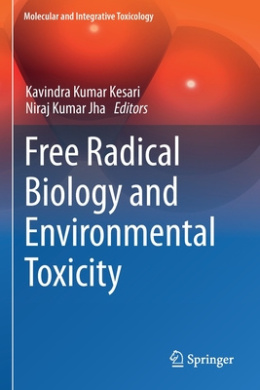 Molecular and Integrative Toxicology
Kavindra Kumar Kesari
Niraj Kumar Jha Editors
Free Radical
Biology and
Environmental
Toxicity
Springer